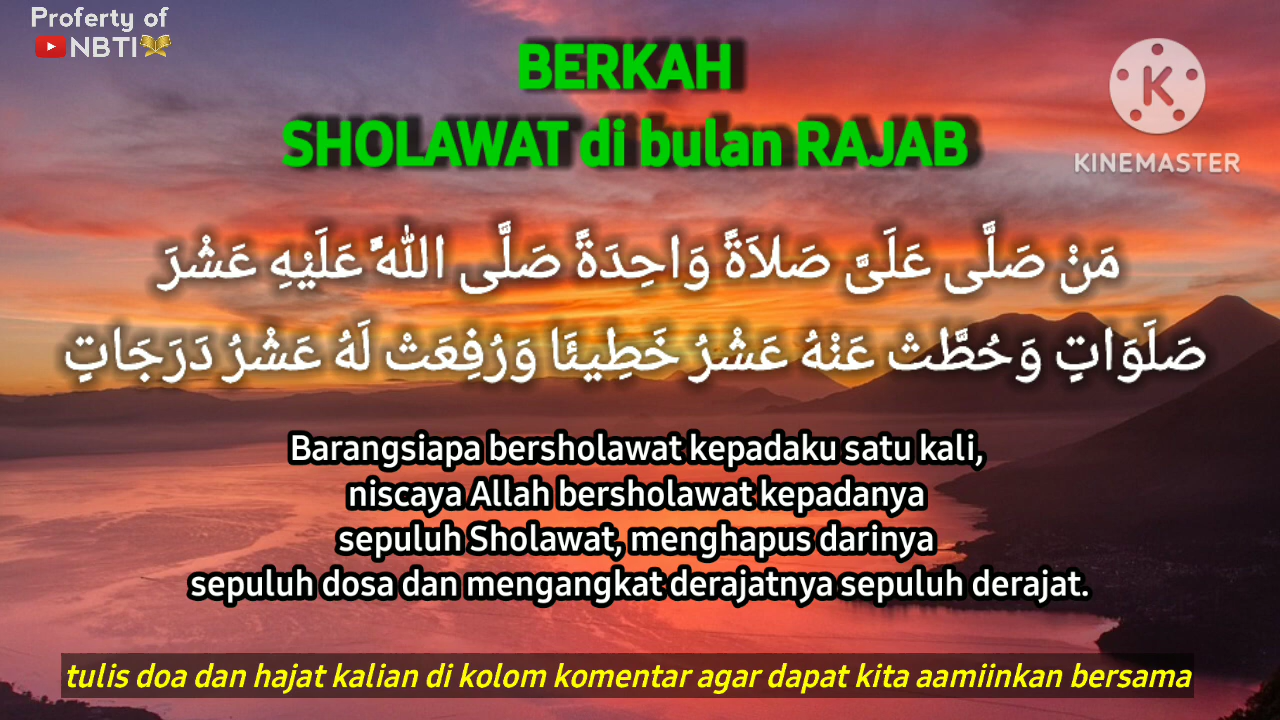 Proferty of
NBTI
BERKAH
SHOLAWAT di bulan RAJAB
K
KINEMASTER
مَنْ صَلَّى عَلَىَّ صَلاَةً وَاحِدَةً صَلَّى اللهُ عَلَيْهِ عَشْرَ
صَلَوَاتٍ وَحُطَّتْ عَنْهُ عَشْرُ خَطِيئَا وَرُفِعَتْ لَهُ عَشْرُ دَرَجَاتٍ
Barangsiapa bersholawat kepadaku satu kali,
niscaya Allah bersholawat kepadanya
sepuluh Sholawat, menghapus darinya
sepuluh dosa dan mengangkat derajatnya sepuluh derajat.
tulis doa dan hajat kalian di kolom komentar agar dapat kita aamiinkan bersama